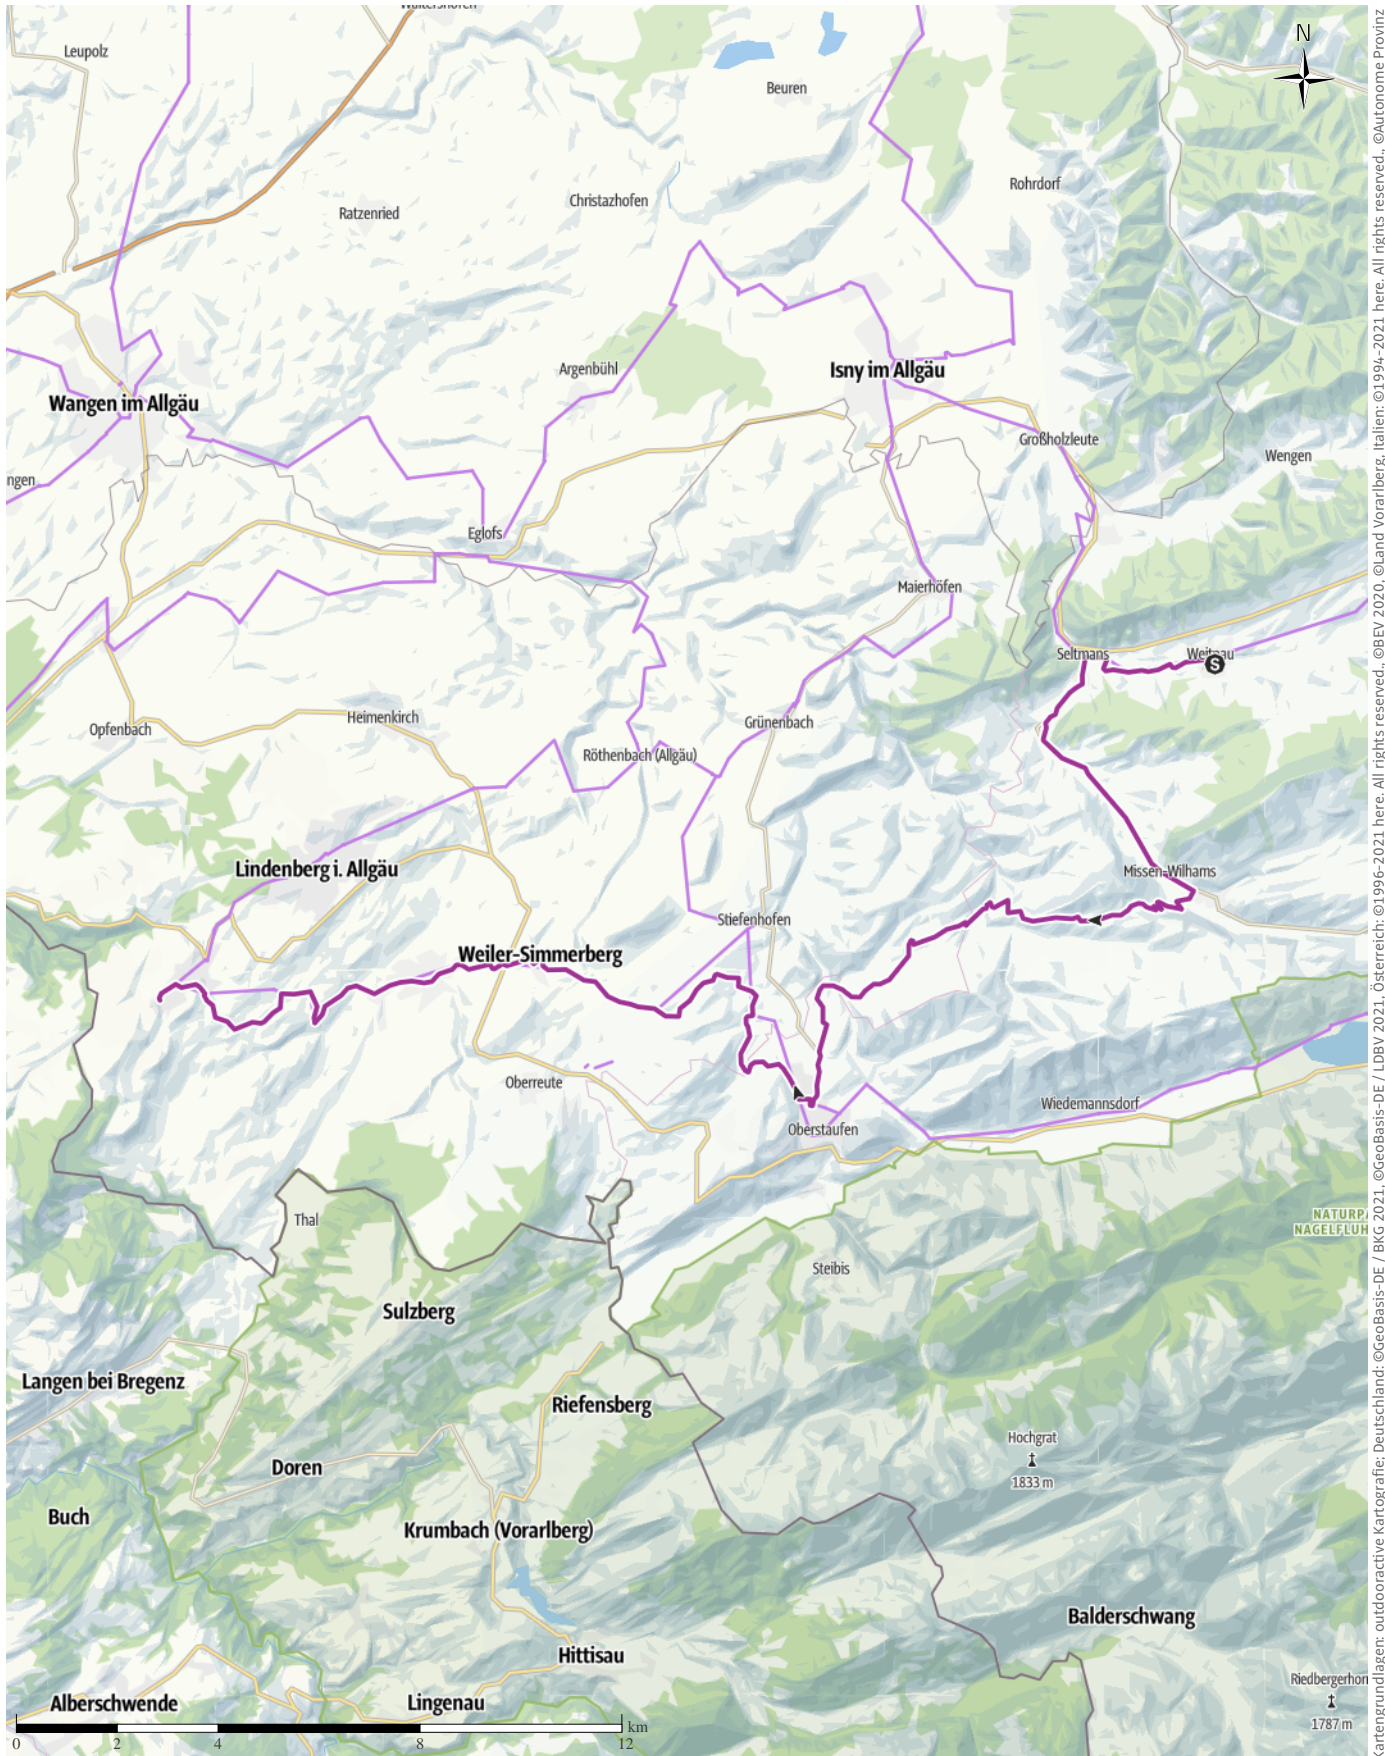 Leupolz
Beuren
N
Rohrdorf
Christazhofen
Ratzenried
Argenbühl
Isny im Allgäu
Wangen im Allgäu
Großholzleute
Wengen
ngen
Eglofs
Maierhöfen
Seltmans
Weitnau
S
Heimenkirch
Opfenbach
Grünenbach
Röthenbach (Allgäu)
Lindenberg i. Allgäu
Missen-Wilhams
Stiefenhofen
Weiler-Simmerberg
Oberreute
Wiedemannsdorf
Oberstaufen
Thal
NATURPA
NAGELFLUH
Steibis
Sulzberg
Langen bei Bregenz
Riefensberg
Hochgrat
1833 m
Doren
Buch
Krumbach (Vorarlberg)
Balderschwang
Hittisau
Riedbergerhorn
1787 m
Alberschwende
Lingenau
km
0 2 4 8 12
artengrundlagen: outdooractive Kartografie; Deutschland: ©GeoBasis-DE / BKG 2021, ©GeoBasis-DE / LDBV 2021, Österreich: ©1996-2021 here. All rights reserved., ©BEV 2020, ©Land Vorarlberg, Italien: ©1994-2021 here. All rights reserved., ©Autonome Provinz